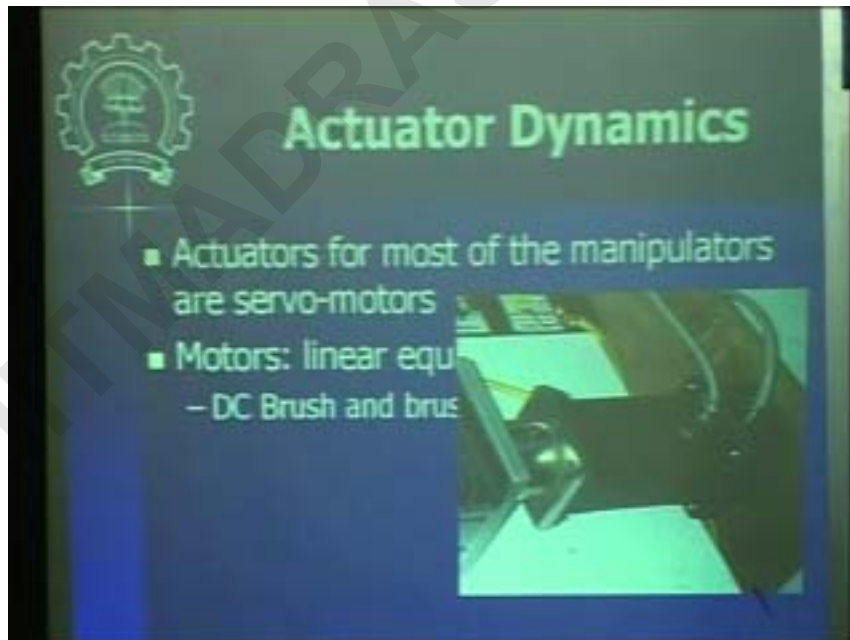 Actuator Dynamics
Actuators for most of the manipulators
are servo-motors
Motors: linear equ
– DC Brush and brus